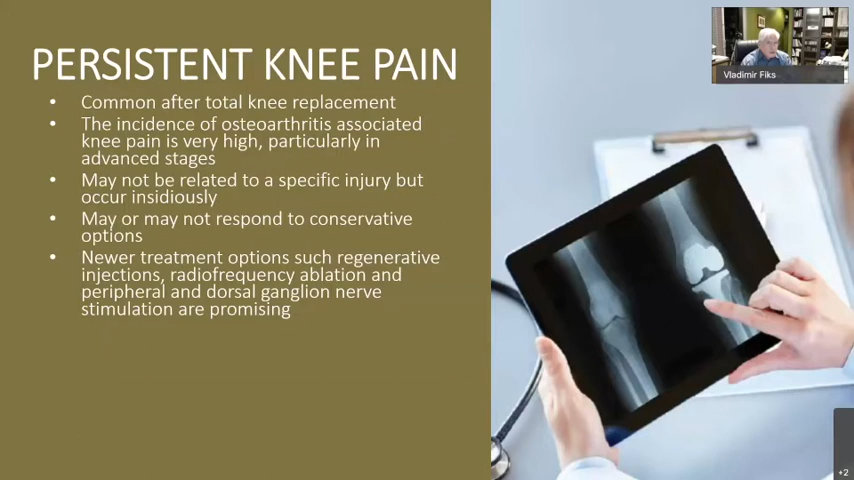 PERSISTENT KNEE PAIN
• Common after total knee replacement
• The incidence of osteoarthritis associated
knee pain is very high, particularly in
advanced stages
• May not be related to a specific injury but
occur insidiously
• May or may not respond to conservative
options
• Newer treatment options such regenerative
injections, radiofrequency ablation and
peripheral and dorsal ganglion nerve
stimulation are promising
Vladimir Fiks
+2